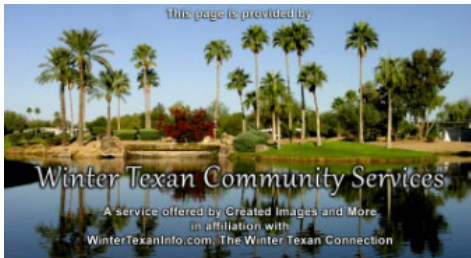 This page is provided by
Winter Texan Community Services
A service offered by Created Images and More
in affiliation with
WinterTexanInfo.com, The Winter Texan Connection